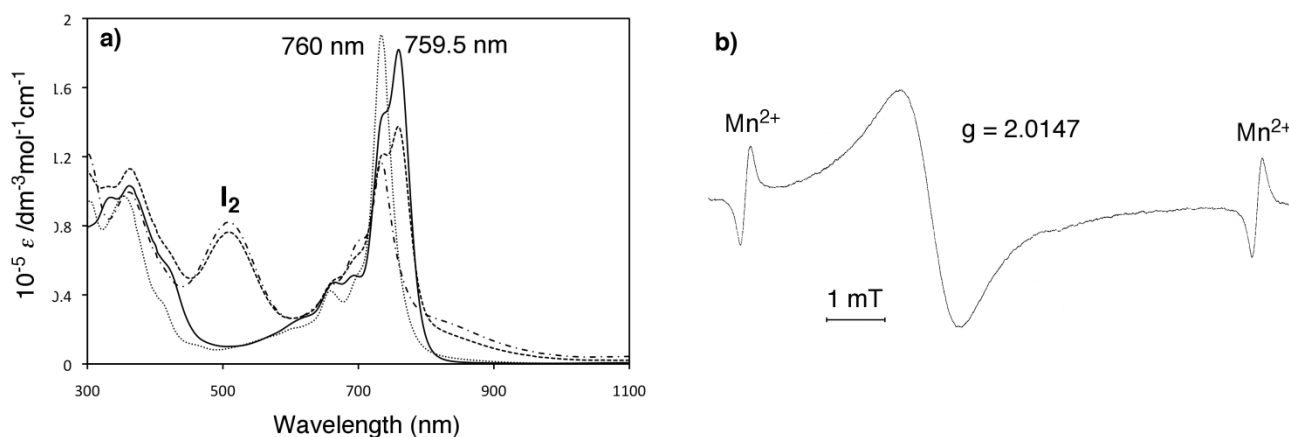 a)
760 nm
759.5 nm
I2
2
1.6
1.2
0.8
0.4
0
10-5 ε /dm-3mol-1cm-1
300
500
700
900
1100
Wavelength (nm)
b)
Mn2+
g = 2.0147
Mn2+
1 mT